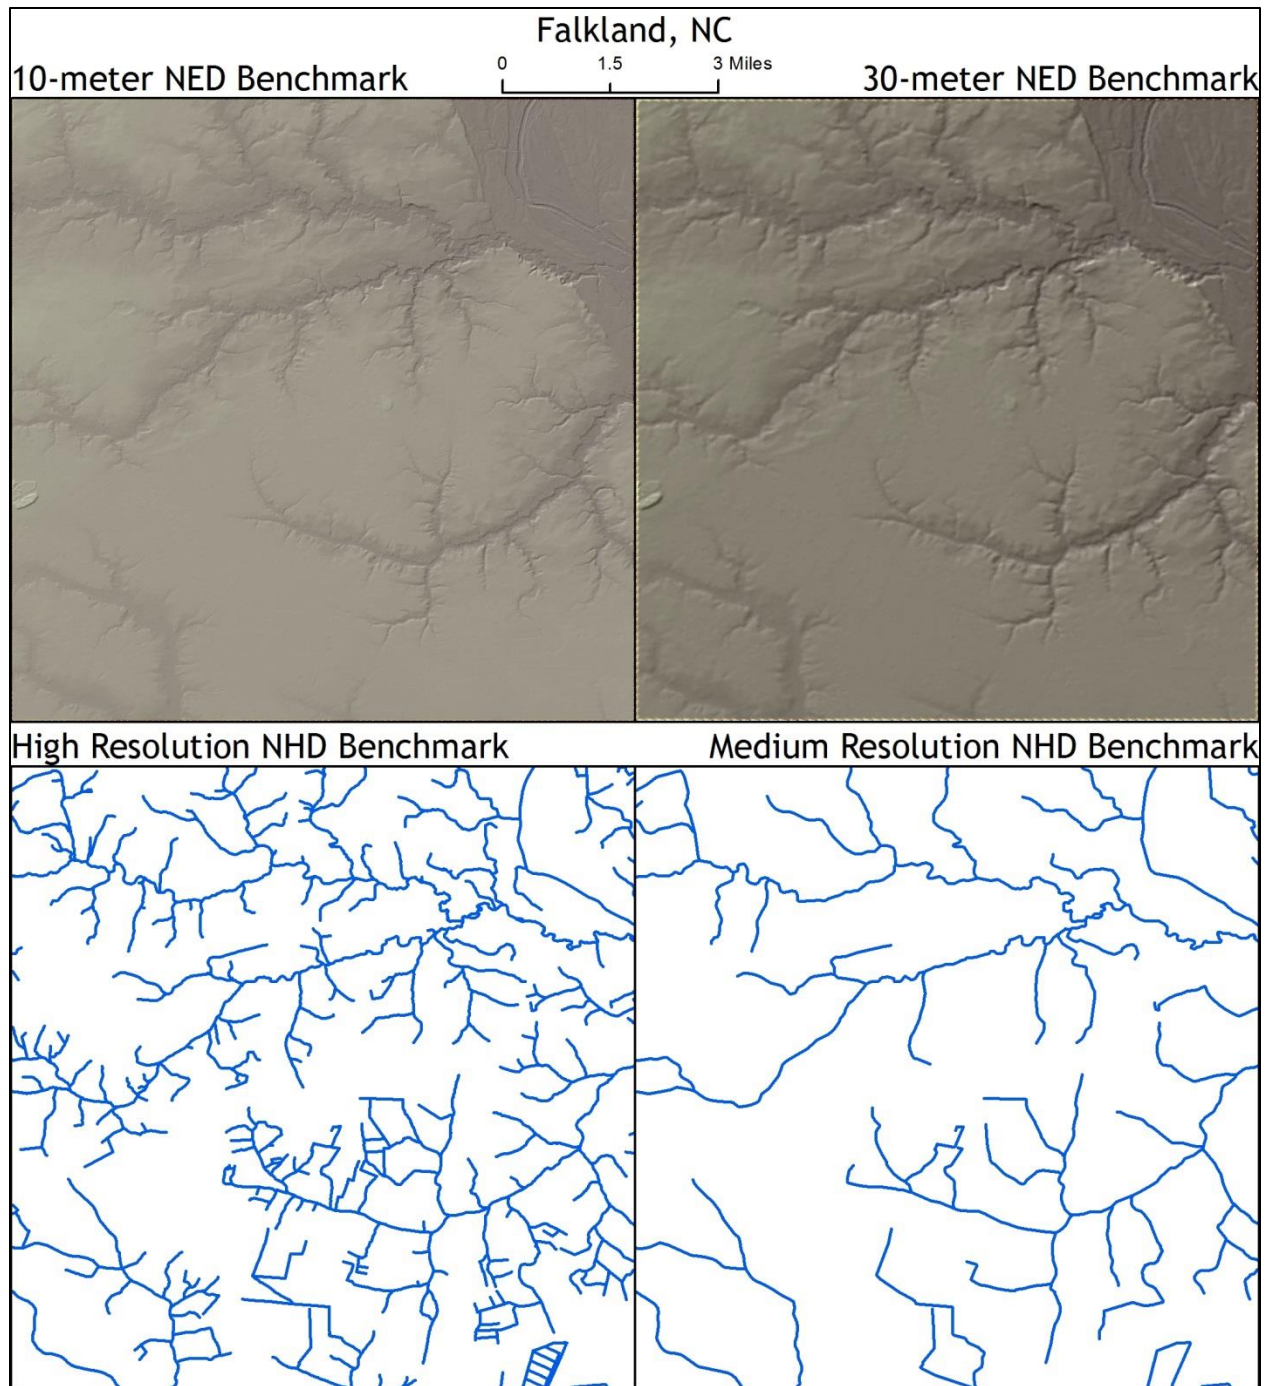 Falkland, NC
0 1.5 3 Miles
10-meter NED Benchmark 30-meter NED Benchmark
High Resolution NHD Benchmark Medium Resolution NHD Benchmark